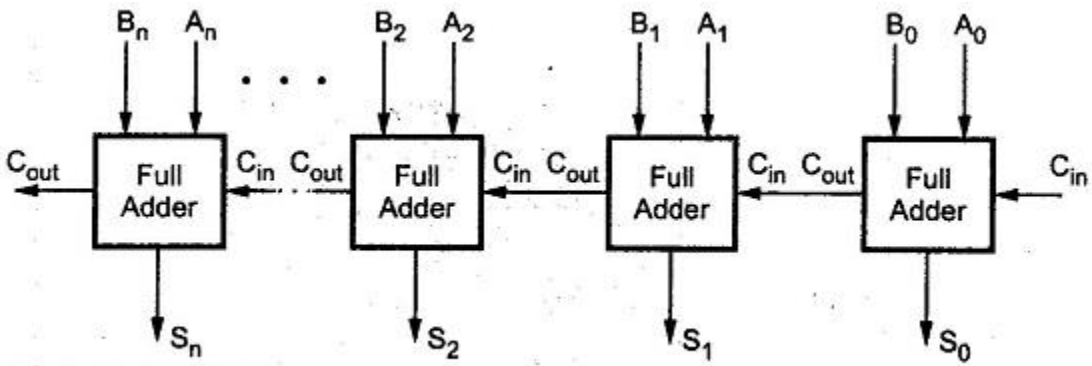 Bₙ Aₙ B₂ A₂ B₁ A₁ B₀ A₀
Cout Full Adder Cin Cout Full Adder Cin Cout Full Adder Cin Cout Full Adder Cin
Sₙ S₂ S₁ S₀